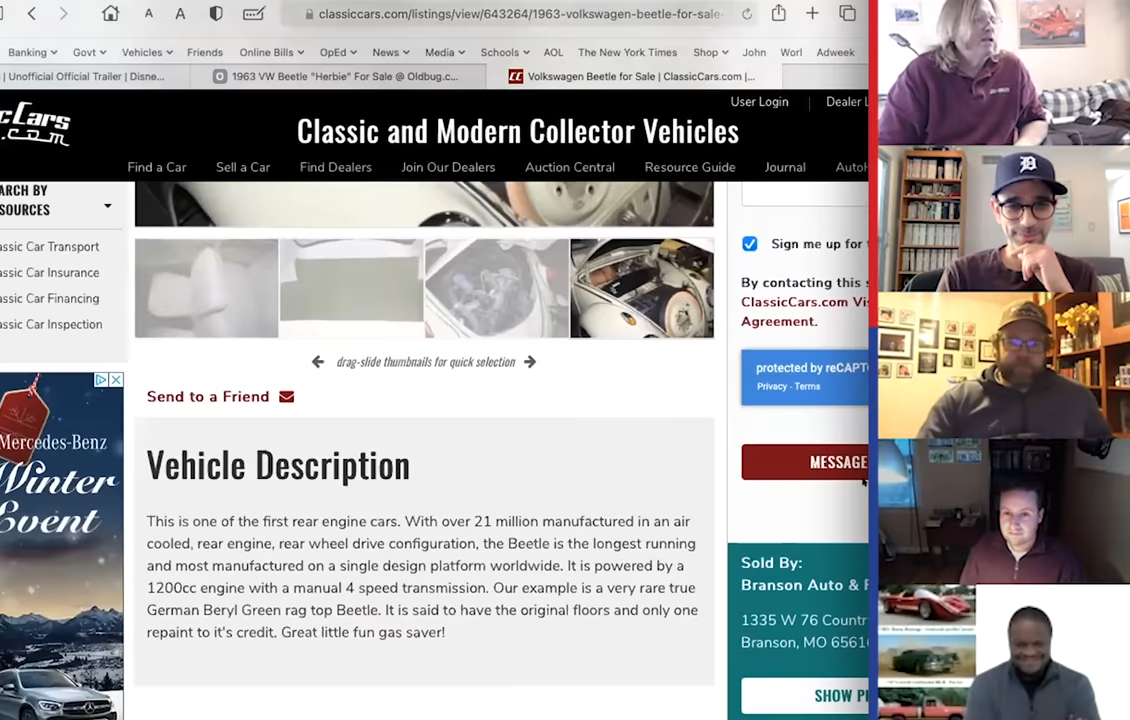 classiccars.com/listings/view/643264/1963-volkswagen-beetle-for-sale-
Banking Govt Vehicles Friends Online Bills OpEd News Media Schools AOL The New York Times Shop John Worl Adweek
| Unofficial Official Trailer | Disne...
1963 VW Beetle "Herbie" For Sale @ Oldbug.c...
Volkswagen Beetle for Sale | ClassicCars.com |...
cCars
.com
User Login
Dealer L
Classic and Modern Collector Vehicles
Find a Car Sell a Car Find Dealers Join Our Dealers Auction Central Resource Guide Journal AutoH
ARCH BY
SOURCES
assic Car Transport
assic Car Insurance
assic Car Financing
assic Car Inspection
drag-slide thumbnails for quick selection
Send to a Friend
Vehicle Description
This is one of the first rear engine cars. With over 21 million manufactured in an air
cooled, rear engine, rear wheel drive configuration, the Beetle is the longest running
and most manufactured on a single design platform worldwide. It is powered by a
1200cc engine with a manual 4 speed transmission. Our example is a very rare true
German Beryl Green rag top Beetle. It is said to have the original floors and only one
repaint to it's credit. Great little fun gas saver!
Mercedes-Benz
Winter
Event
Sign me up for
By contacting this s
ClassicCars.com Vis
Agreement.
protected by reCAPT
Privacy - Terms
MESSAGE
Sold By:
Branson Auto & F
1335 W 76 Countr
Branson, MO 65616
SHOW P